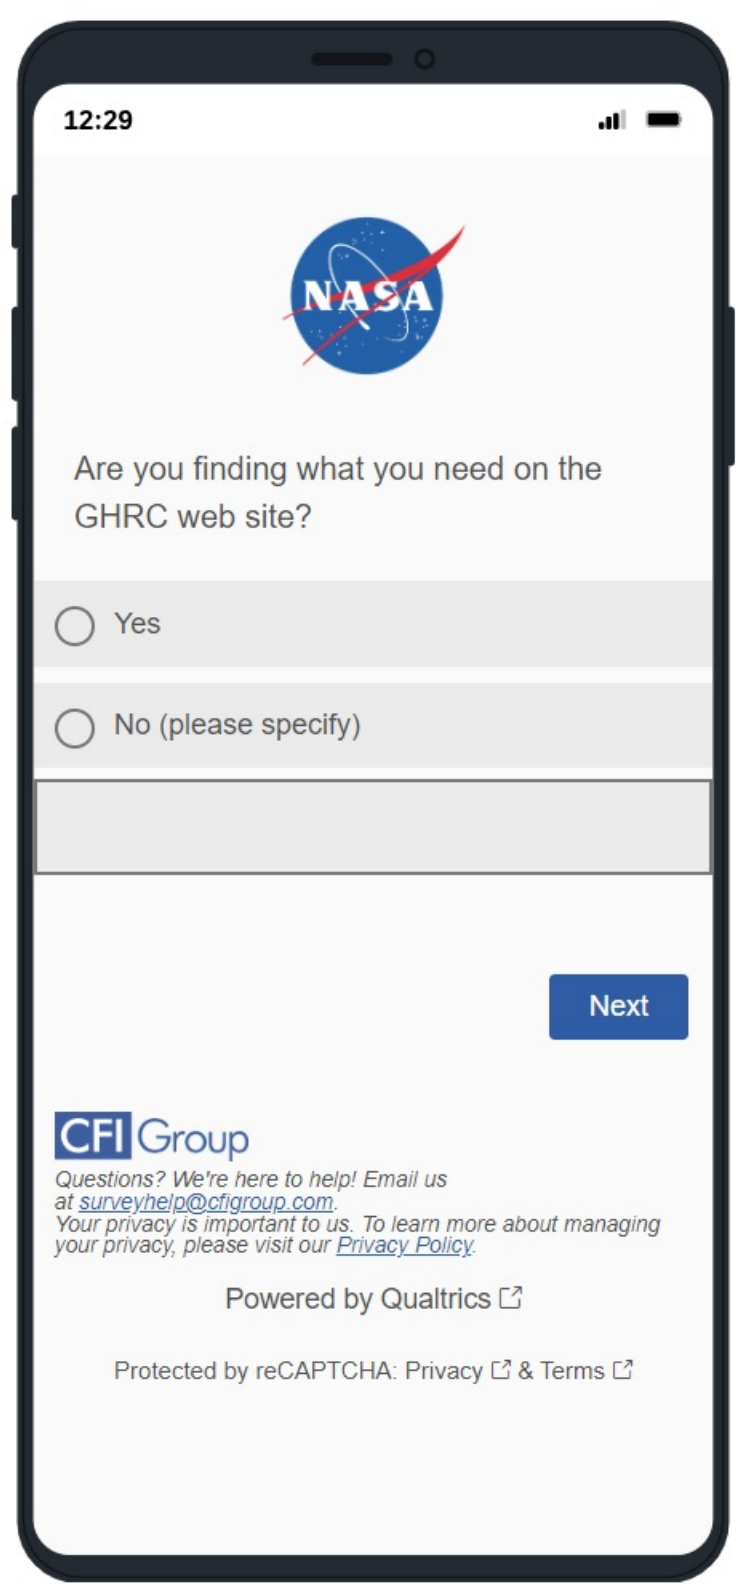 12:29
NASA
Are you finding what you need on the
GHRC web site?
Yes
No (please specify)
Next
CFI Group
Questions? We're here to help! Email us
at surveyhelp@cfigroup.com.
Your privacy is important to us. To learn more about managing
your privacy, please visit our Privacy Policy.
Powered by Qualtrics
Protected by reCAPTCHA: Privacy & Terms